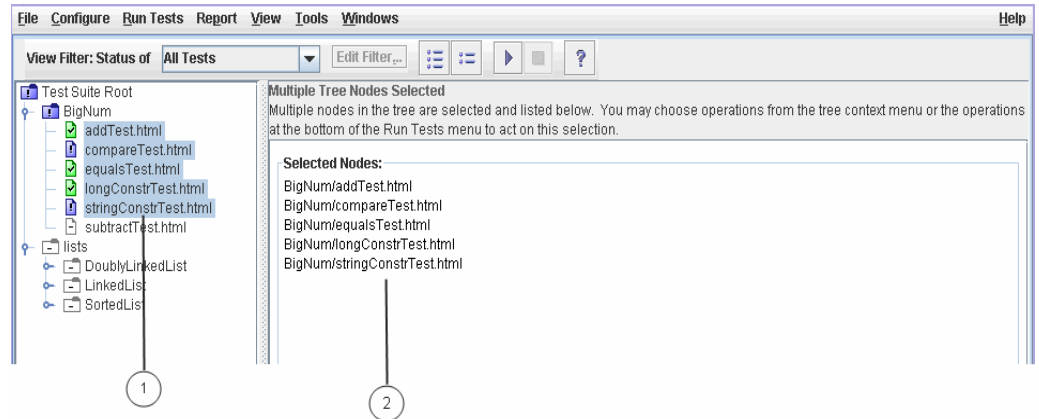 File Configure Run Tests Report View Tools Windows Help
View Filter: Status of All Tests Edit Filter...
Test Suite Root
BigNum
addTest.html
compareTest.html
equalsTest.html
longConstrTest.html
stringConstrTest.html
subtractTest.html
lists
DoublyLinkedList
LinkedList
SortedList
Multiple Tree Nodes Selected
Multiple nodes in the tree are selected and listed below. You may choose operations from the tree context menu or the operations
at the bottom of the Run Tests menu to act on this selection.
Selected Nodes:
BigNum/addTest.html
BigNum/compareTest.html
BigNum/equalsTest.html
BigNum/longConstrTest.html
BigNum/stringConstrTest.html
1
2